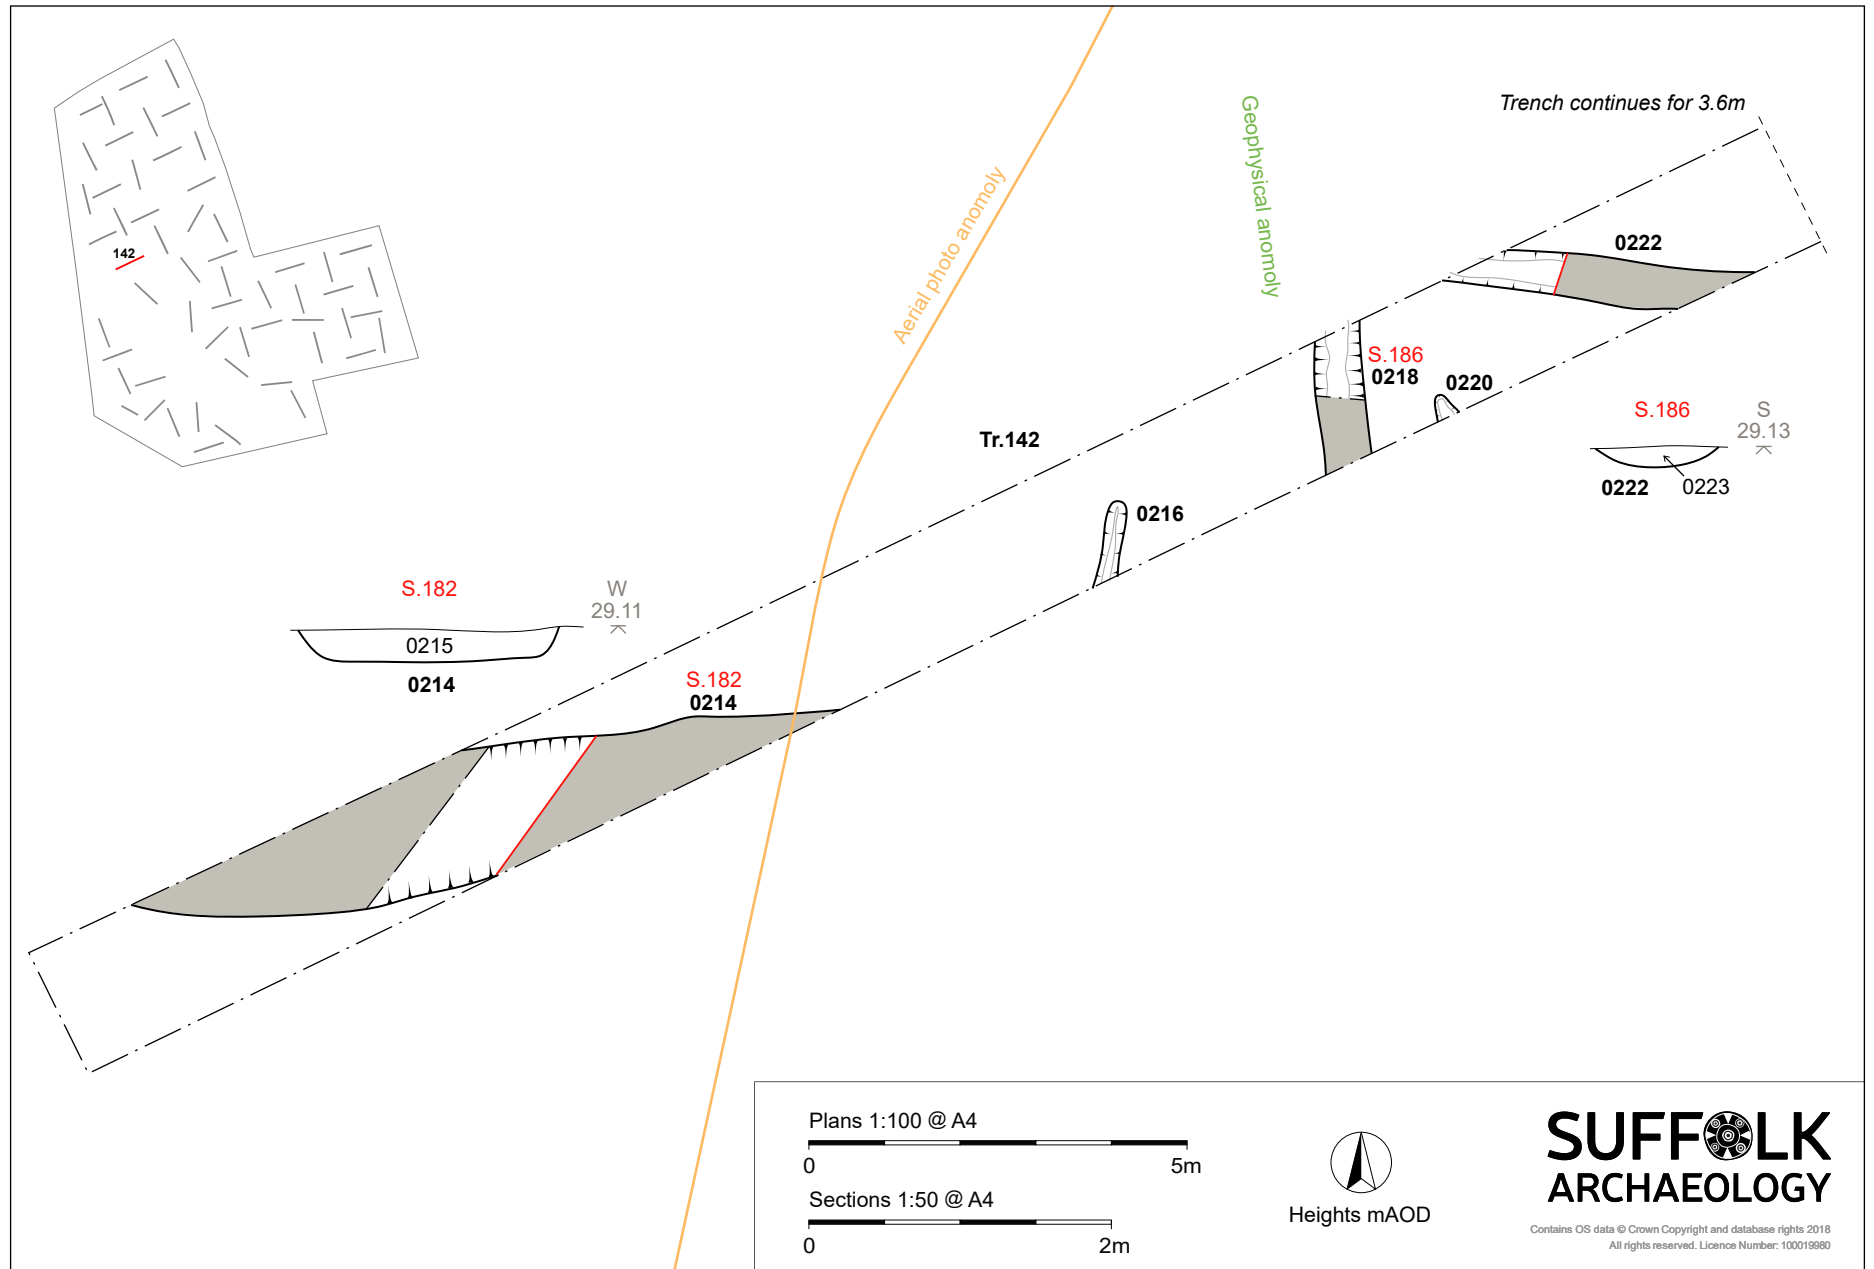 142
Aerial photo anomoly
Geophysical anomoly
Trench continues for 3.6m
0222
S.186
0218
0220
S.186
S
29.13
0222
0223
Tr.142
0216
S.182
W
29.11
0215
0214
S.182
0214
Plans 1:100 @ A4
0
5m
Sections 1:50 @ A4
0
2m
Heights mAOD
SUFFOLK
ARCHAEOLOGY
Contains OS data © Crown Copyright and database rights 2018
All rights reserved. Licence Number: 100019980